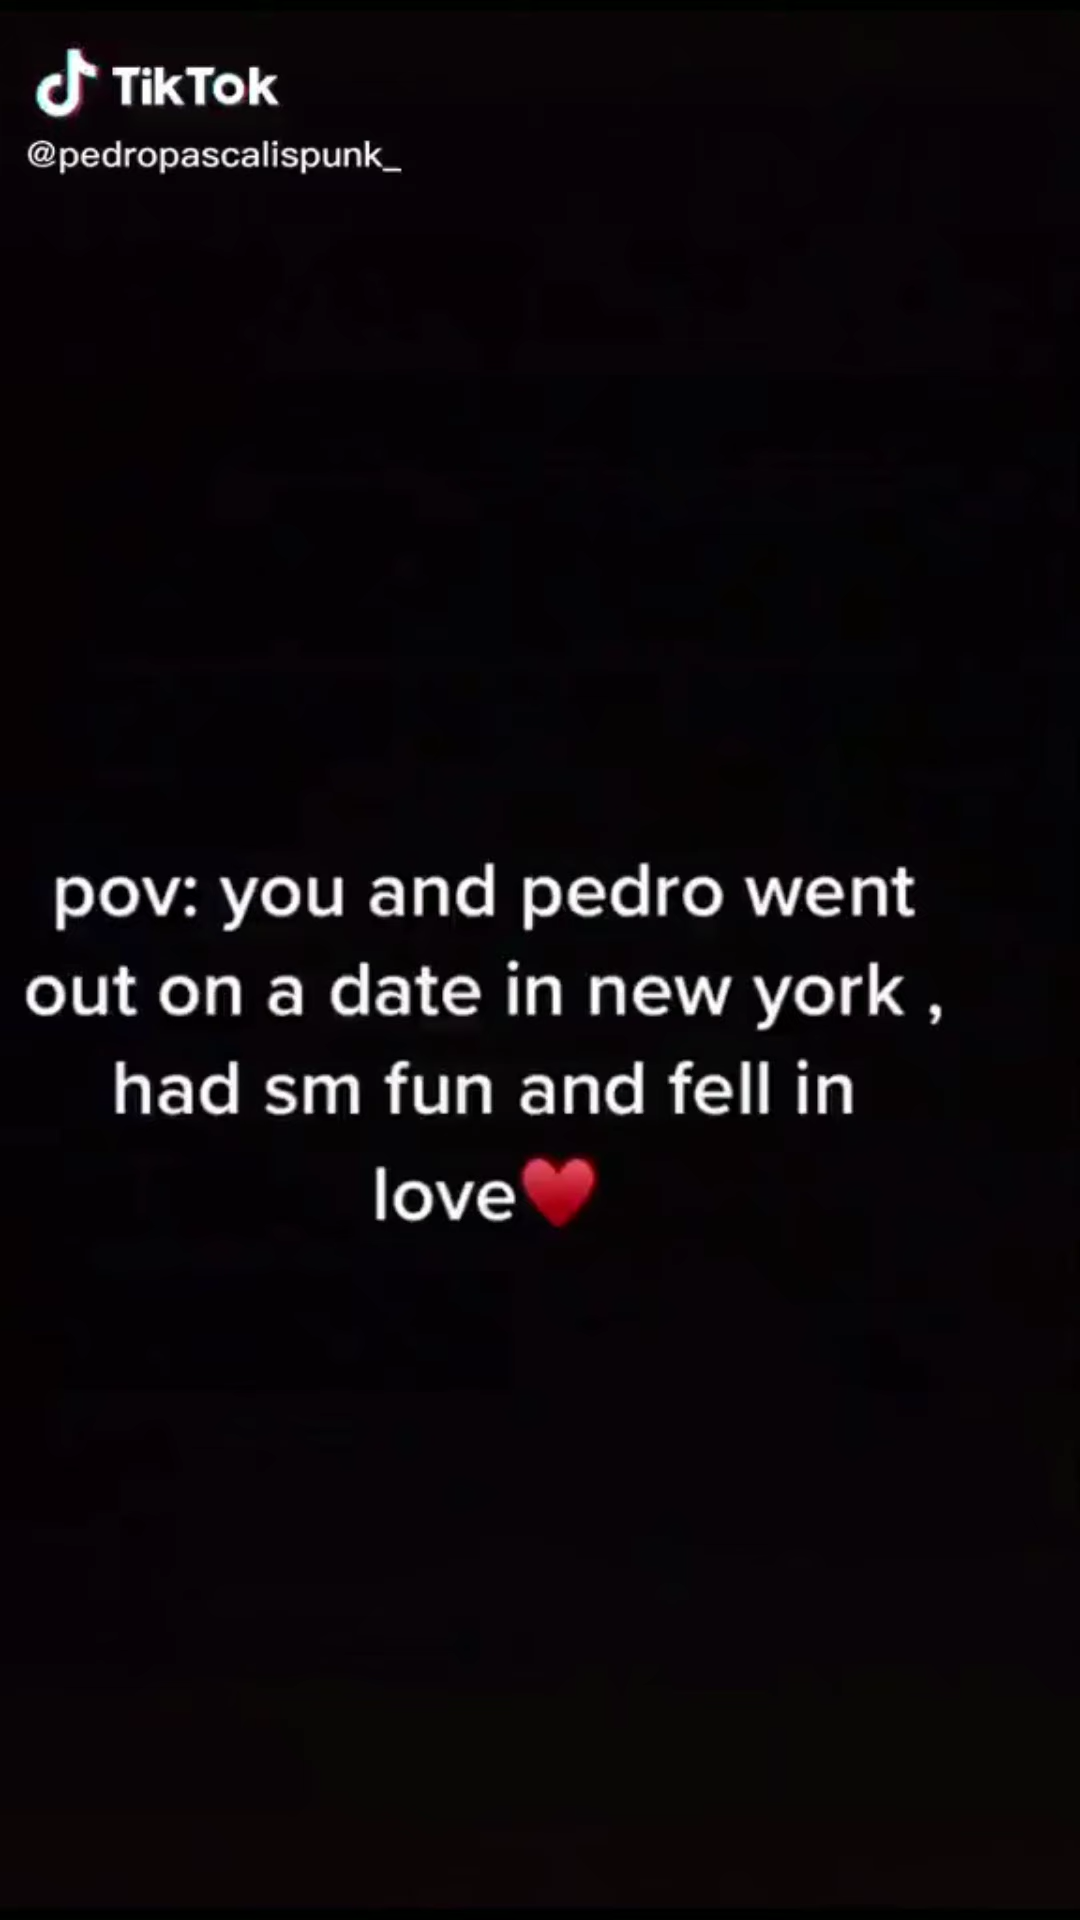 TikTok
@pedropascalispunk_
pov: you and pedro went
out on a date in new york ,
had sm fun and fell in
love♥️